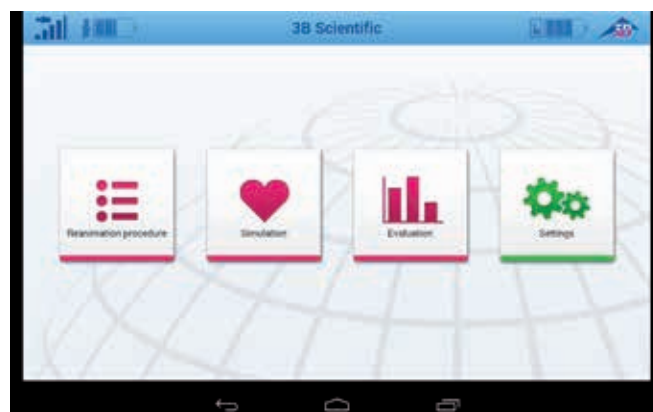 3B Scientific
Reanimation procedure
Simulation
Evaluation
Settings